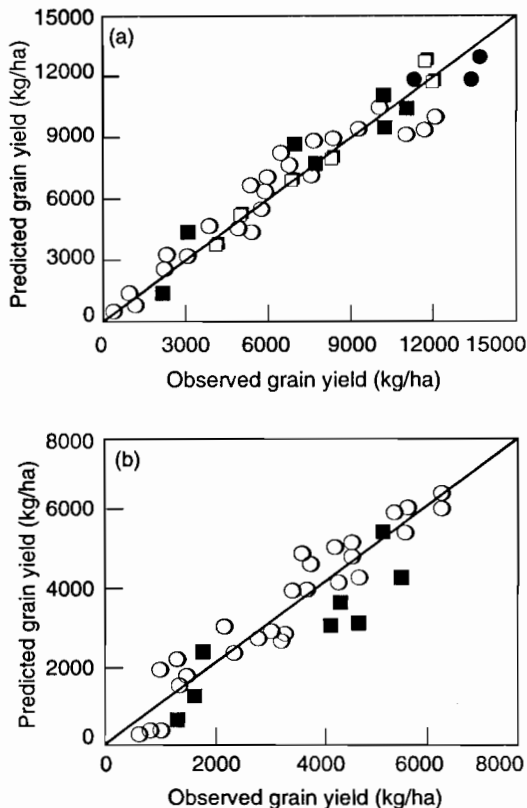 (a)
Predicted grain yield (kg/ha)
15000
12000
9000
6000
3000
0
0 3000 6000 9000 12000 15000
Observed grain yield (kg/ha)
(b)
Predicted grain yield (kg/ha)
8000
6000
4000
2000
0
0 2000 4000 6000 8000
Observed grain yield (kg/ha)